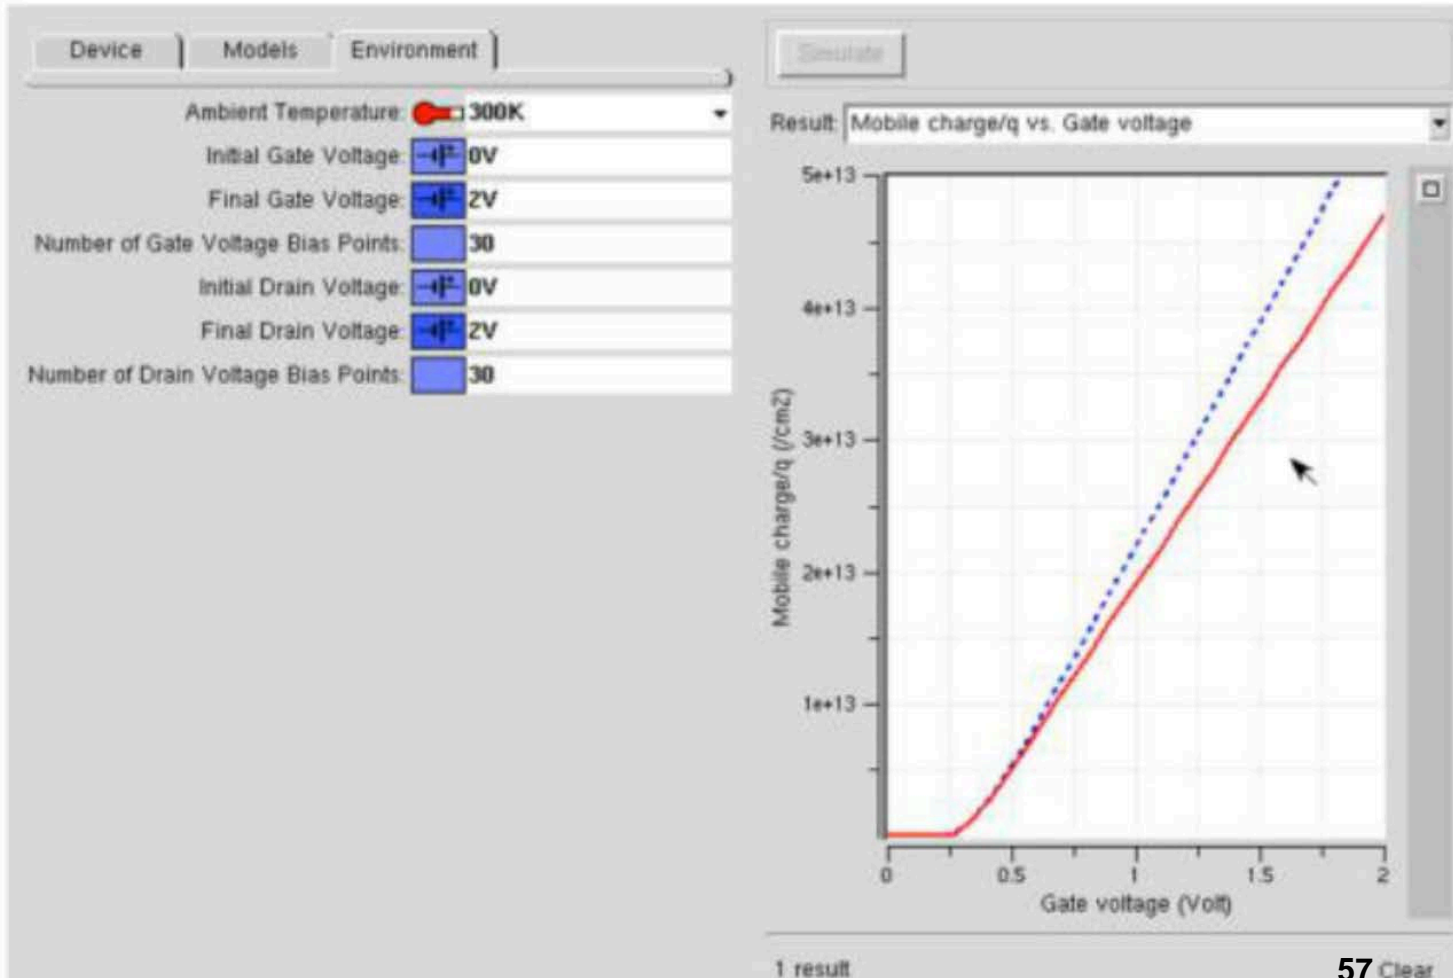 Device Models Environment
Ambient Temperature: 300K
Initial Gate Voltage: 0V
Final Gate Voltage: 2V
Number of Gate Voltage Bias Points: 30
Initial Drain Voltage: 0V
Final Drain Voltage: 2V
Number of Drain Voltage Bias Points: 30
Simulate
Result: Mobile charge/q vs. Gate voltage
5e+13
4e+13
3e+13
2e+13
1e+13
Mobile charge/q (/cm2)
0 0.5 1 1.5 2
Gate voltage (Volt)
1 result 57 Clear